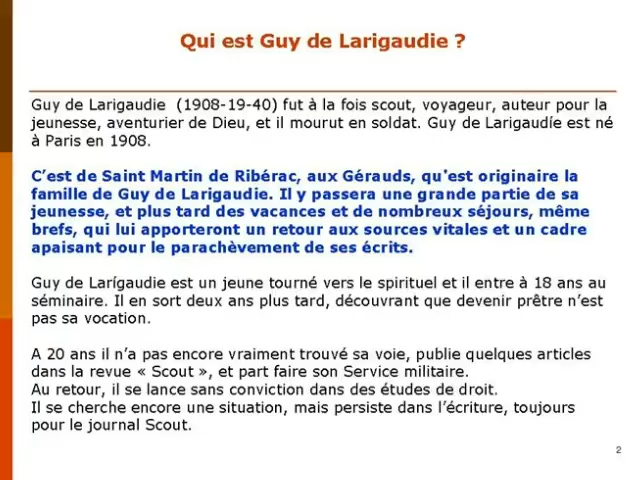 Qui est Guy de Larigaudie ?
Guy de Larigaudie (1908-19-40) fut à la fois scout, voyageur, auteur pour la
jeunesse, aventurier de Dieu, et il mourut en soldat. Guy de Larigaudíe est né
à Paris en 1908.
C'est de Saint Martin de Ribérac, aux Gérauds, qu'est originaire la
famille de Guy de Larigaudie. Il y passera une grande partie de sa
jeunesse, et plus tard des vacances et de nombreux séjours, même
brefs, qui lui apporteront un retour aux sources vitales et un cadre
apaisant pour le parachèvement de ses écrits.
Guy de Larígaudie est un jeune tourné vers le spirituel et il entre à 18 ans au
séminaire. Il en sort deux ans plus tard, découvrant que devenir prêtre n'est
pas sa vocation.
A 20 ans il n'a pas encore vraiment trouvé sa voie, publie quelques articles
dans la revue « Scout », et part faire son Service militaire.
Au retour, il se lance sans conviction dans des études de droit.
Il se cherche encore une situation, mais persiste dans l'écriture, toujours
pour le journal Scout.
2